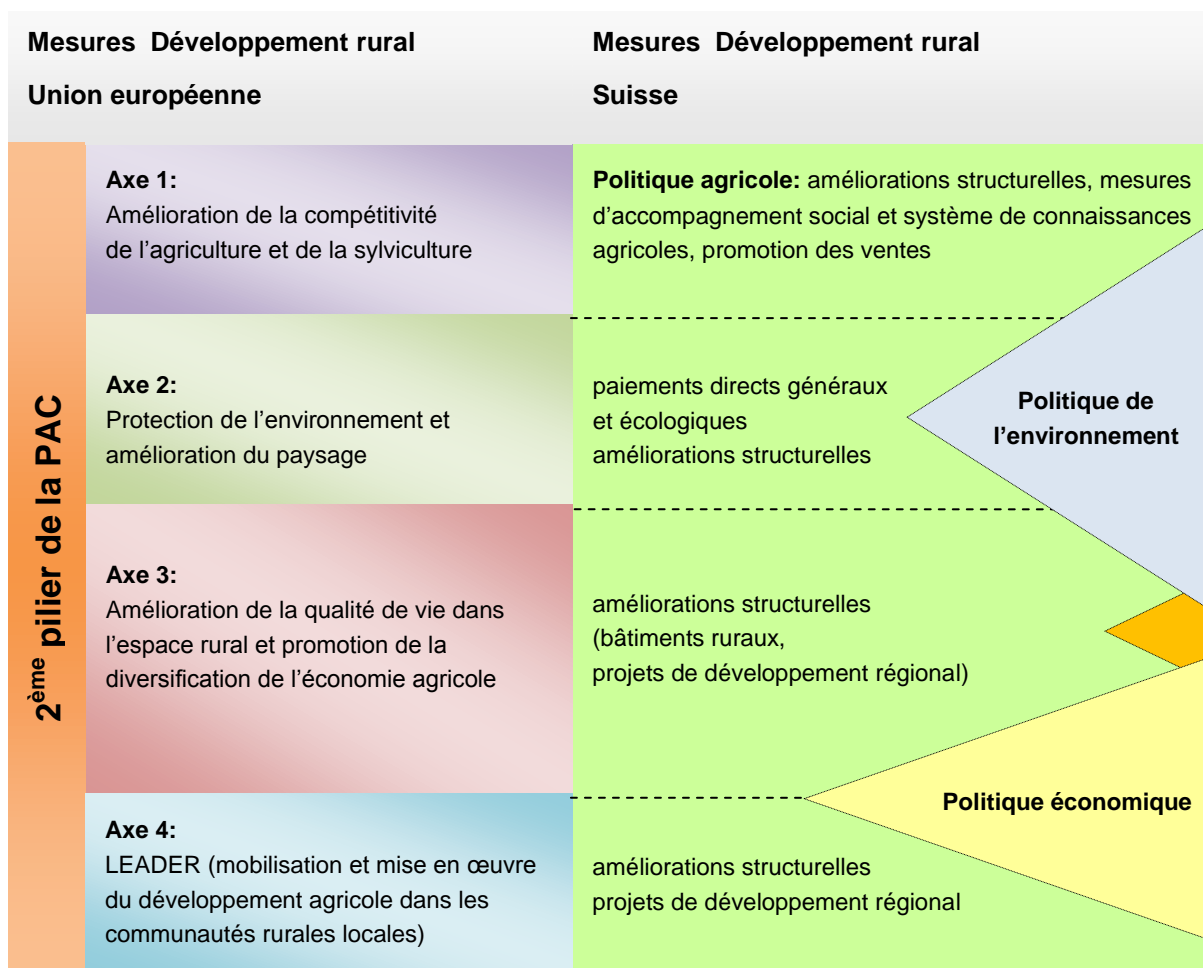 Mesures Développement rural
Union européenne
Mesures Développement rural
Suisse
2ème pilier de la PAC
Axe 1:
Amélioration de la compétitivité
de l’agriculture et de la sylviculture
Politique agricole: améliorations structurelles, mesures
d’accompagnement social et système de connaissances
agricoles, promotion des ventes
Axe 2:
Protection de l’environnement et
amélioration du paysage
paiements directs généraux
et écologiques
améliorations structurelles
Politique de
l’environnement
Axe 3:
Amélioration de la qualité de vie dans
l’espace rural et promotion de la
diversification de l’économie agricole
améliorations structurelles
(bâtiments ruraux,
projets de développement régional)
Politique économique
Axe 4:
LEADER (mobilisation et mise en œuvre
du développement agricole dans les
communautés rurales locales)
améliorations structurelles
projets de développement régional